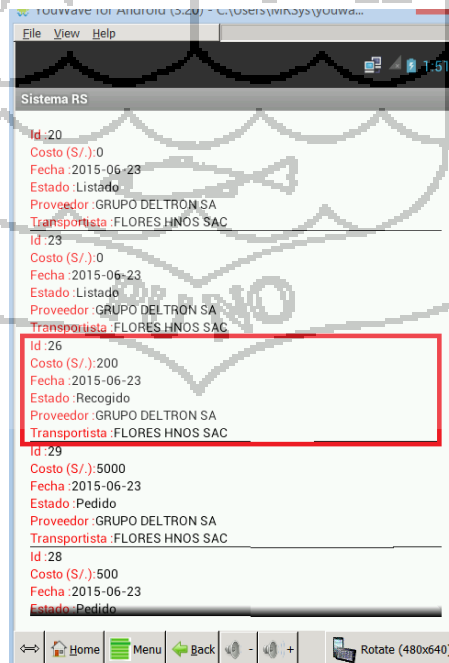 YouWave for Android (3.20) - C:\Users\MRSys\youwa...
File View Help
1:51
Sistema RS
Id :20
Costo (S/.):0
Fecha :2015-06-23
Estado :Listado
Proveedor :GRUPO DELTRON SA
Transportista :FLORES HNOS SAC
Id :23
Costo (S/.):0
Fecha :2015-06-23
Estado :Listado
Proveedor :GRUPO DELTRON SA
Transportista :FLORES HNOS SAC
Id :26
Costo (S/.):200
Fecha :2015-06-23
Estado :Recogido
Proveedor :GRUPO DELTRON SA
Transportista :FLORES HNOS SAC
Id :29
Costo (S/.):5000
Fecha :2015-06-23
Estado :Pedido
Proveedor :GRUPO DELTRON SA
Transportista :FLORES HNOS SAC
Id :28
Costo (S/.):500
Fecha :2015-06-23
Estado :Pedido
PUNO
Home Menu Back - + Rotate (480x640)